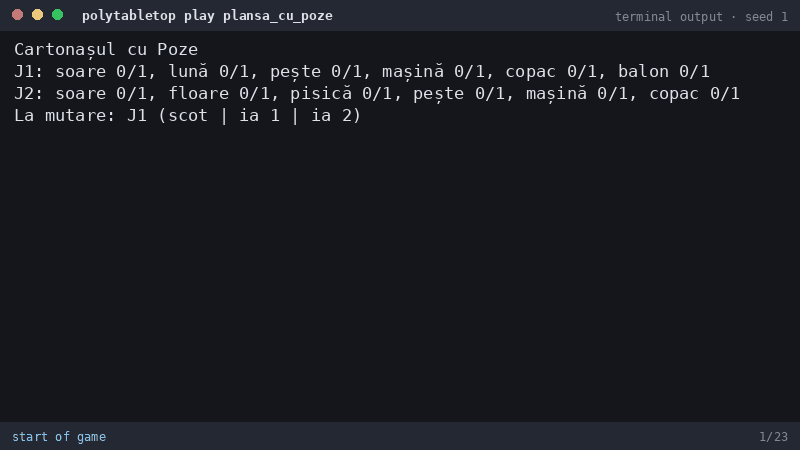 polytabletop play plansa_cu_poze
terminal output · seed 1
Cartonașul cu Poze
J1: soare 0/1, lună 0/1, pește 0/1, mașină 0/1, copac 0/1, balon 0/1
J2: soare 0/1, floare 0/1, pisică 0/1, pește 0/1, mașină 0/1, copac 0/1
La mutare: J1 (scot | ia 1 | ia 2)
start of game
1/23